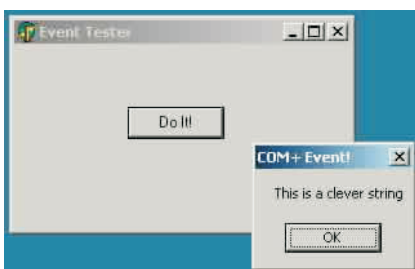 Event Tester
Do It!
COM+ Event!
This is a clever string
OK